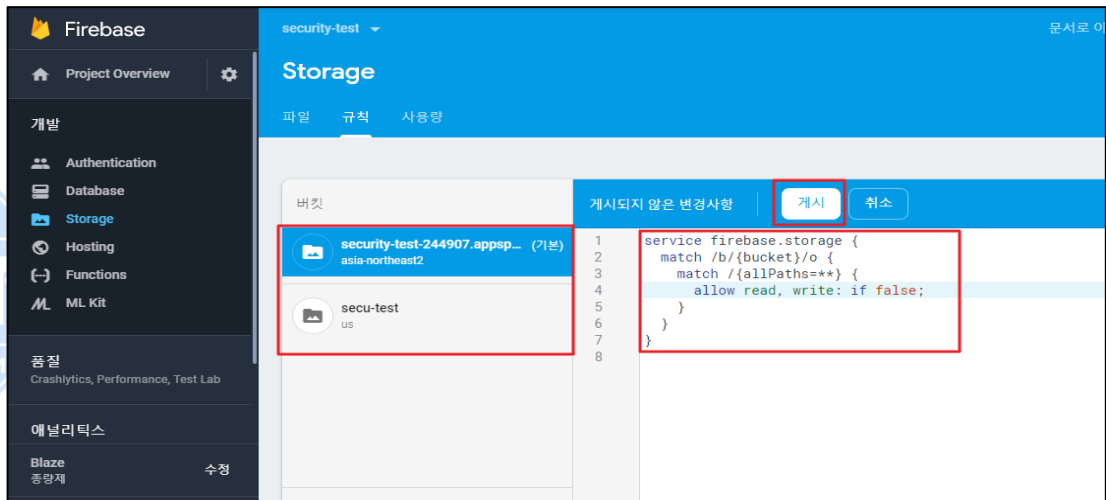 Firebase
Project Overview
개발
Authentication
Database
Storage
Hosting
Functions
ML Kit
품질
Crashlytics, Performance, Test Lab
애널리틱스
Blaze
종량제
수정
security-test
문서로 이
Storage
파일 규칙 사용량
버킷
security-test-244907.appsp... (기본)
asia-northeast2
secu-test
us
게시되지 않은 변경사항 게시 취소
1 service firebase.storage {
2 match /b/{bucket}/o {
3 match /{allPaths=**} {
4 allow read, write: if false;
5 }
6 }
7 }
8